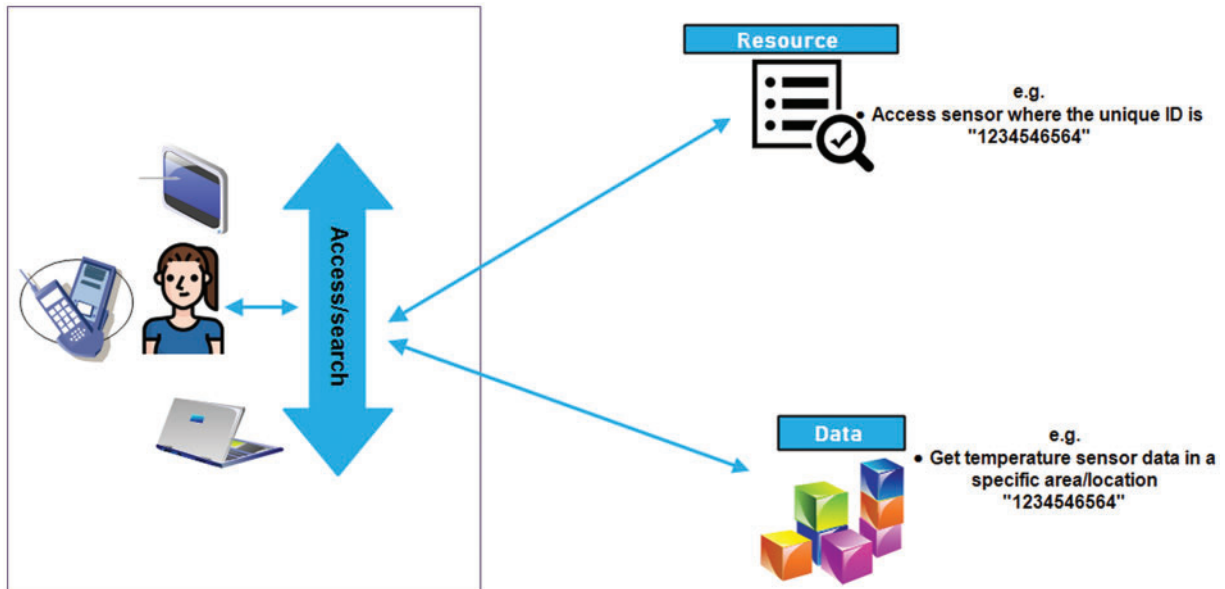 Resource
e.g.
• Access sensor where the unique ID is
"1234546564"
Access/search
Data
e.g.
• Get temperature sensor data in a
specific area/location
"1234546564"